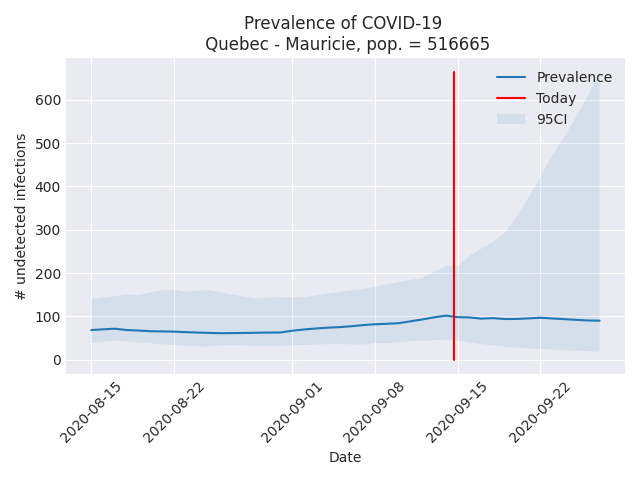 Prevalence of COVID-19
Quebec - Mauricie, pop. = 516665
Prevalence
Today
95CI
# undetected infections
600
500
400
300
200
100
0
2020-08-15
2020-08-22
2020-09-01
2020-09-08
2020-09-15
2020-09-22
Date